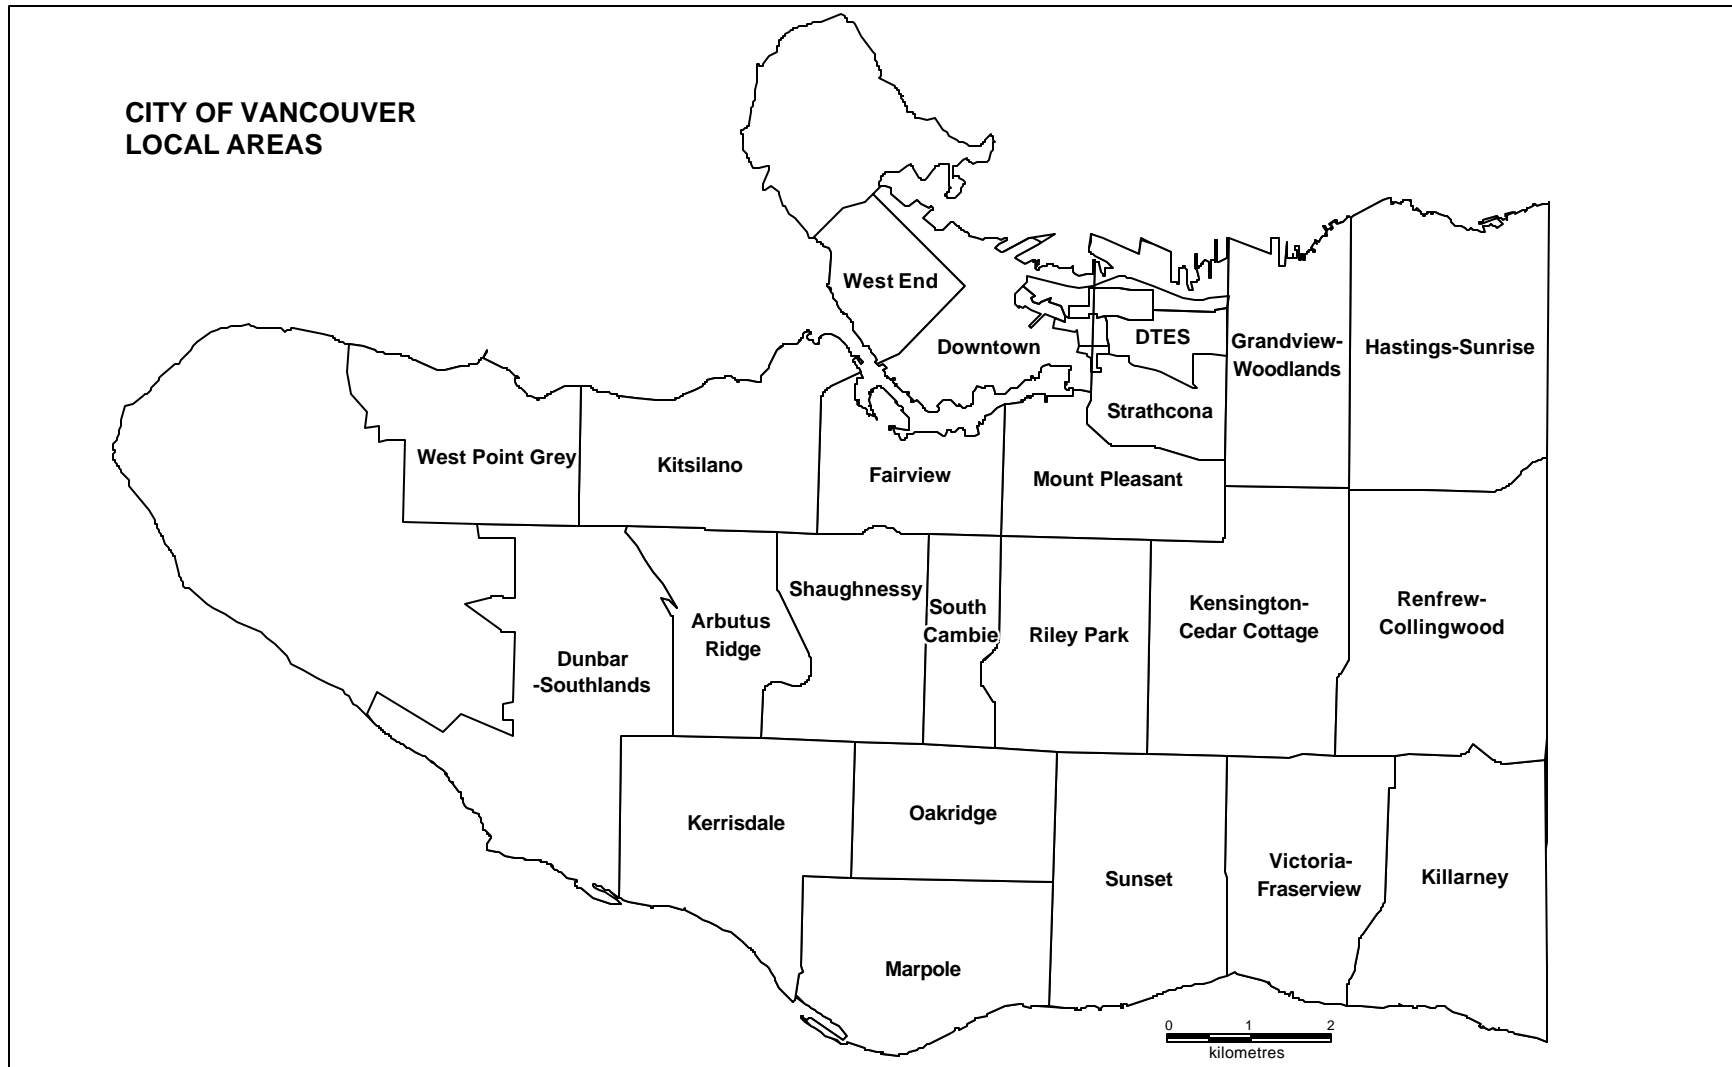 CITY OF VANCOUVER
LOCAL AREAS
West End
Downtown
DTES
Grandview-
Woodlands
Hastings-Sunrise
Strathcona
West Point Grey
Kitsilano
Fairview
Mount Pleasant
Shaughnessy
South
Cambie
Arbutus
Ridge
Riley Park
Kensington-
Cedar Cottage
Renfrew-
Collingwood
Dunbar
-Southlands
Kerrisdale
Oakridge
Sunset
Victoria-
Fraserview
Killarney
Marpole
0 1 2
kilometres